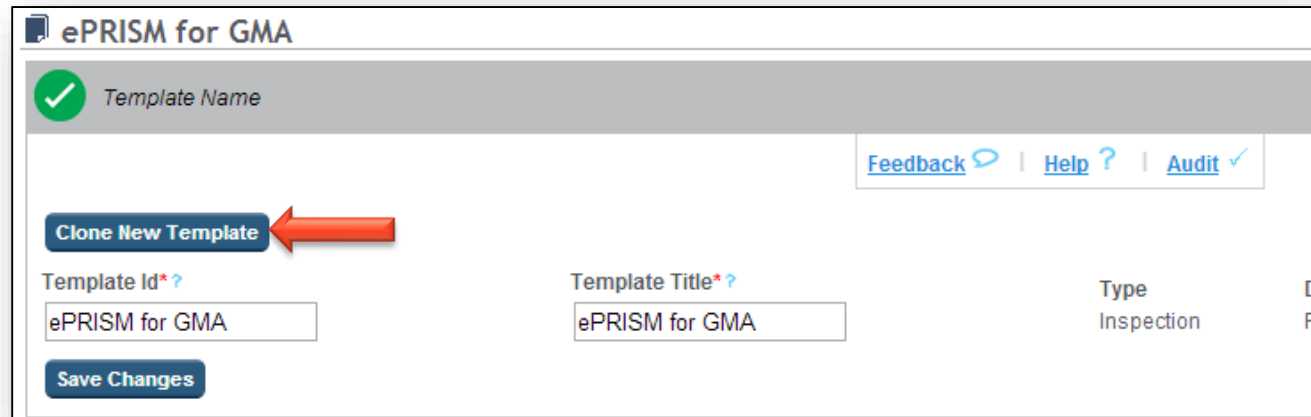 ePRISM for GMA
Template Name
Feedback | Help ? | Audit
Clone New Template
Template Id*? Template Title*? Type
ePRISM for GMA ePRISM for GMA Inspection
Save Changes